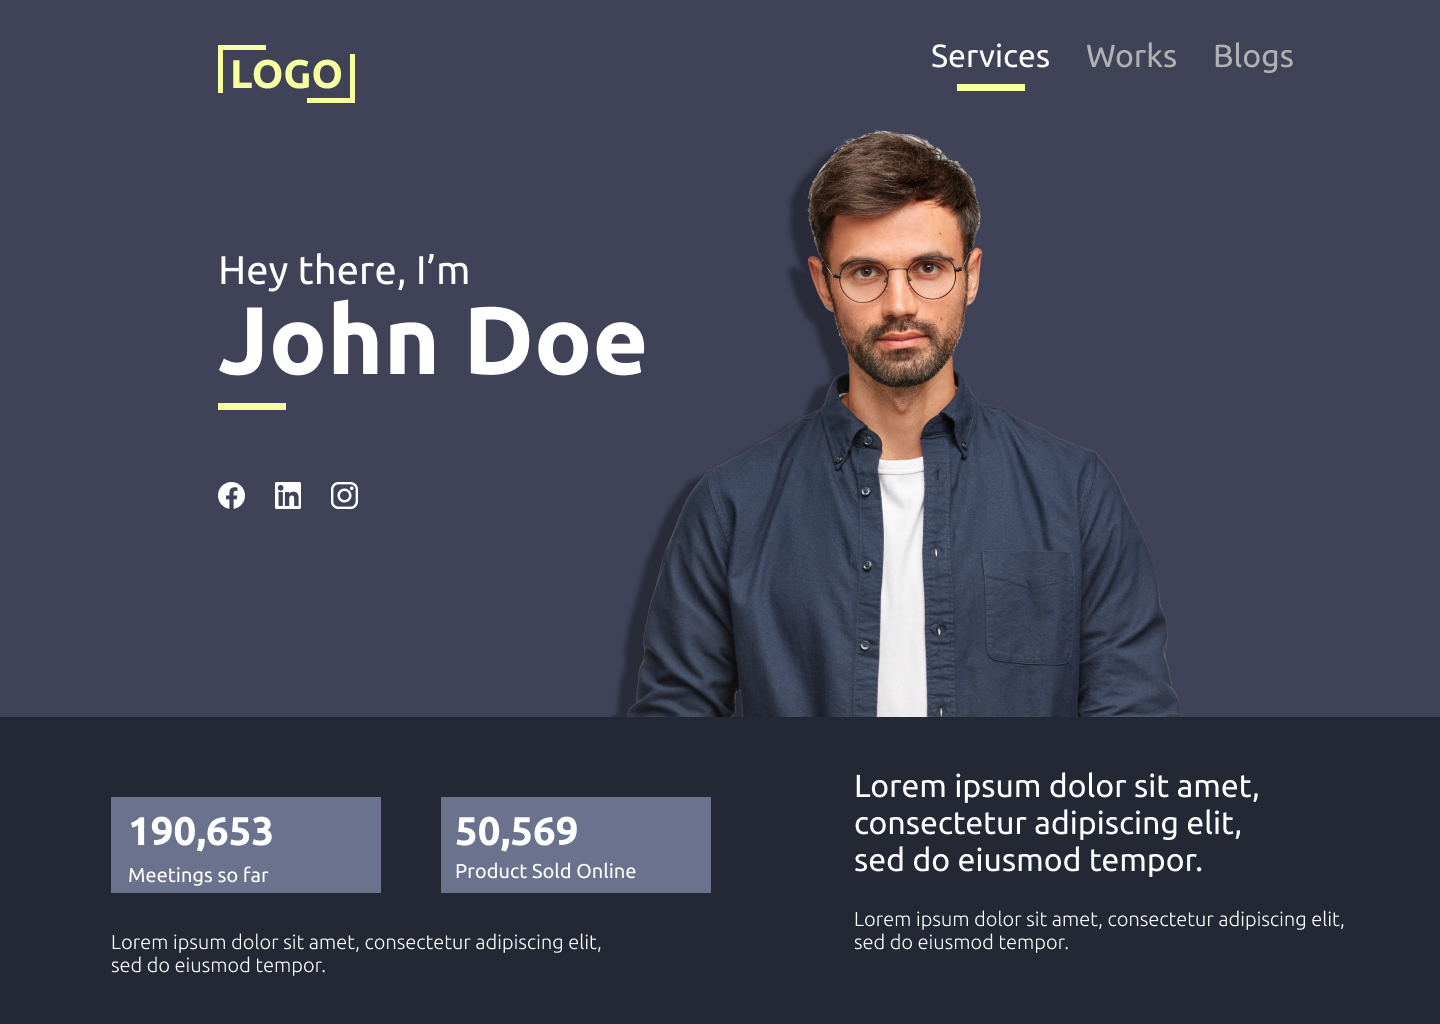 LOGO
Services Works Blogs
Hey there, I’m
John Doe
190,653
Meetings so far
50,569
Product Sold Online
Lorem ipsum dolor sit amet, consectetur adipiscing elit,
sed do eiusmod tempor.
Lorem ipsum dolor sit amet,
consectetur adipiscing elit,
sed do eiusmod tempor.
Lorem ipsum dolor sit amet, consectetur adipiscing elit,
sed do eiusmod tempor.